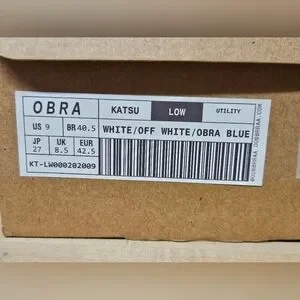 OBRA KATSU LOW UTILITY
US 9 BR 40.5 WHITE/OFF WHITE/OBRA BLUE
JP 27 UK 8.5 EUR 42.5
KT-LW000202009